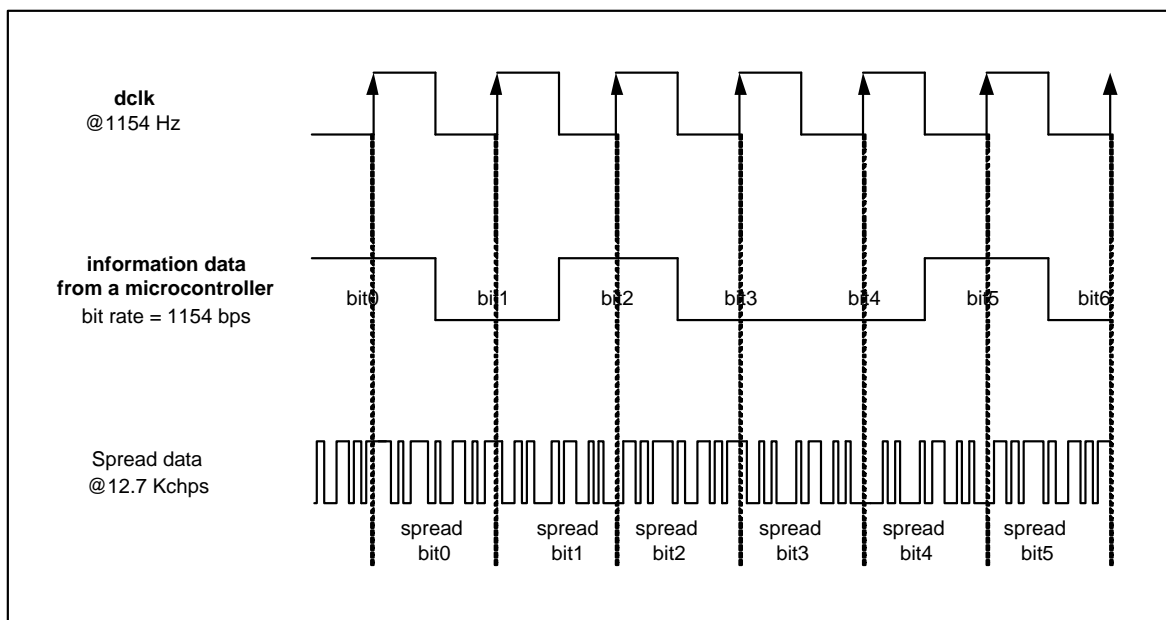 dclk
@1154 Hz
information data
from a microcontroller
bit rate = 1154 bps
bit0 bit1 bit2 bit3 bit4 bit5 bit6
Spread data
@12.7 Kchps
spread spread spread spread spread spread
bit0 bit1 bit2 bit3 bit4 bit5